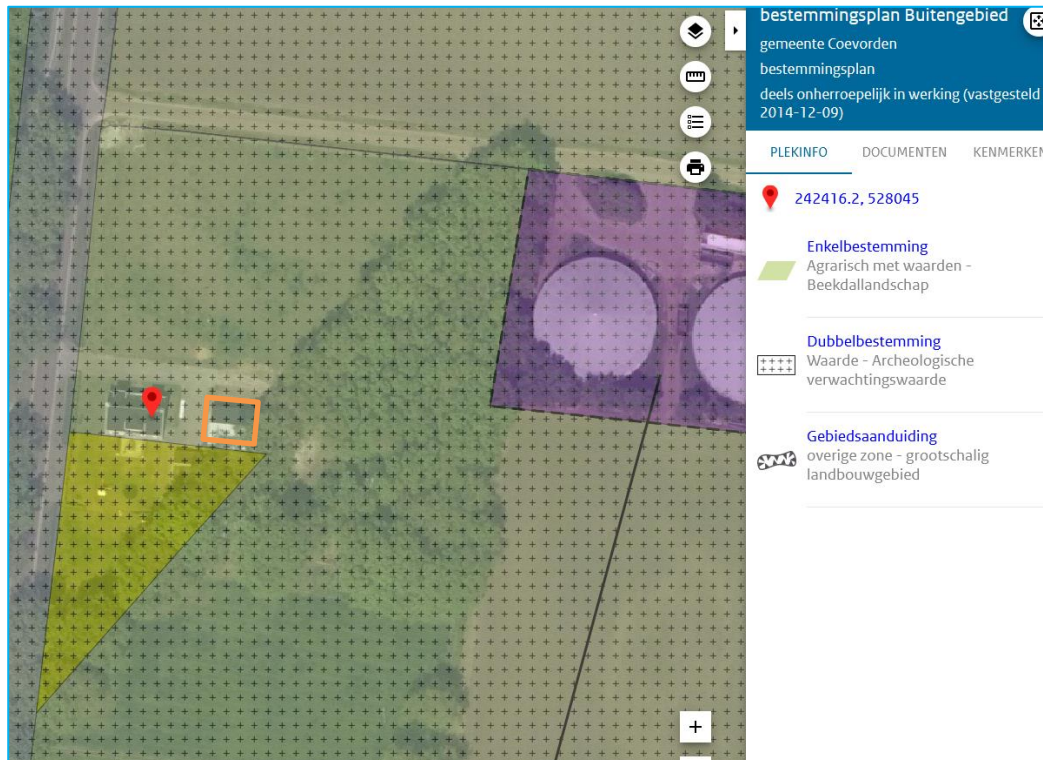 bestemmingsplan Buitengebied
gemeente Coevorden
bestemmingsplan
deels onherroepelijk in werking (vastgesteld
2014-12-09)
PLEKINFO DOCUMENTEN KENMERKEN
242416.2, 528045
Enkelbestemming
Agrarisch met waarden -
Beekdallandschap
Dubbelbestemming
Waarde - Archeologische
verwachtingswaarde
Gebiedsaanduiding
overige zone - grootschalig
landbouwgebied